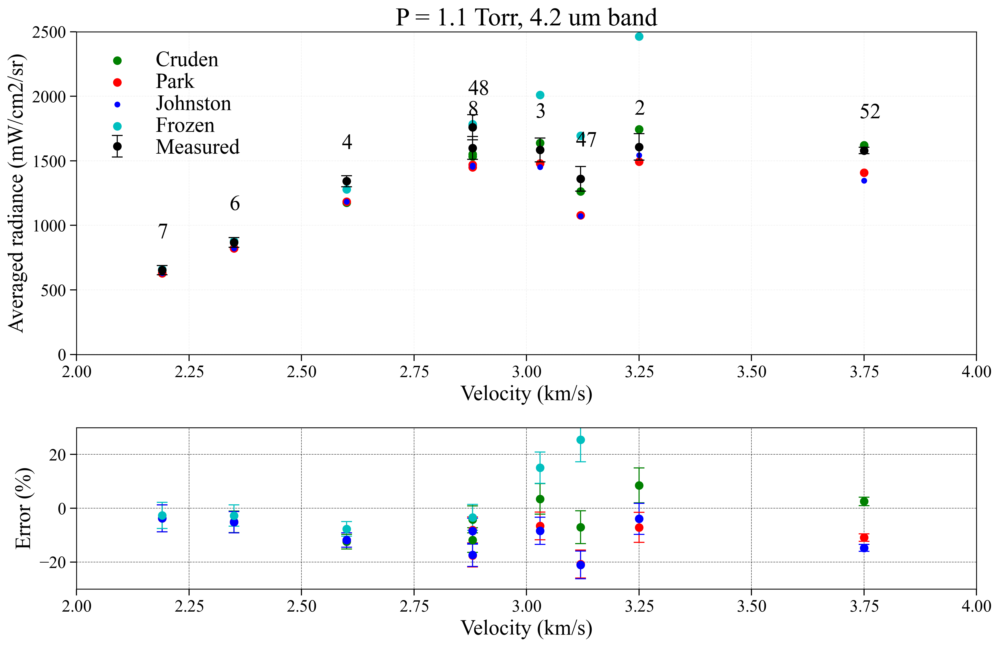 P = 1.1 Torr, 4.2 um band
Averaged radiance (mW/cm2/sr)
2500
2000
1500
1000
500
0
Cruden
Park
Johnston
Frozen
Measured
7
6
4
48
8
3
47
2
52
2.00 2.25 2.50 2.75 3.00 3.25 3.50 3.75 4.00
Velocity (km/s)
Error (%)
20
0
−20
2.00 2.25 2.50 2.75 3.00 3.25 3.50 3.75 4.00
Velocity (km/s)